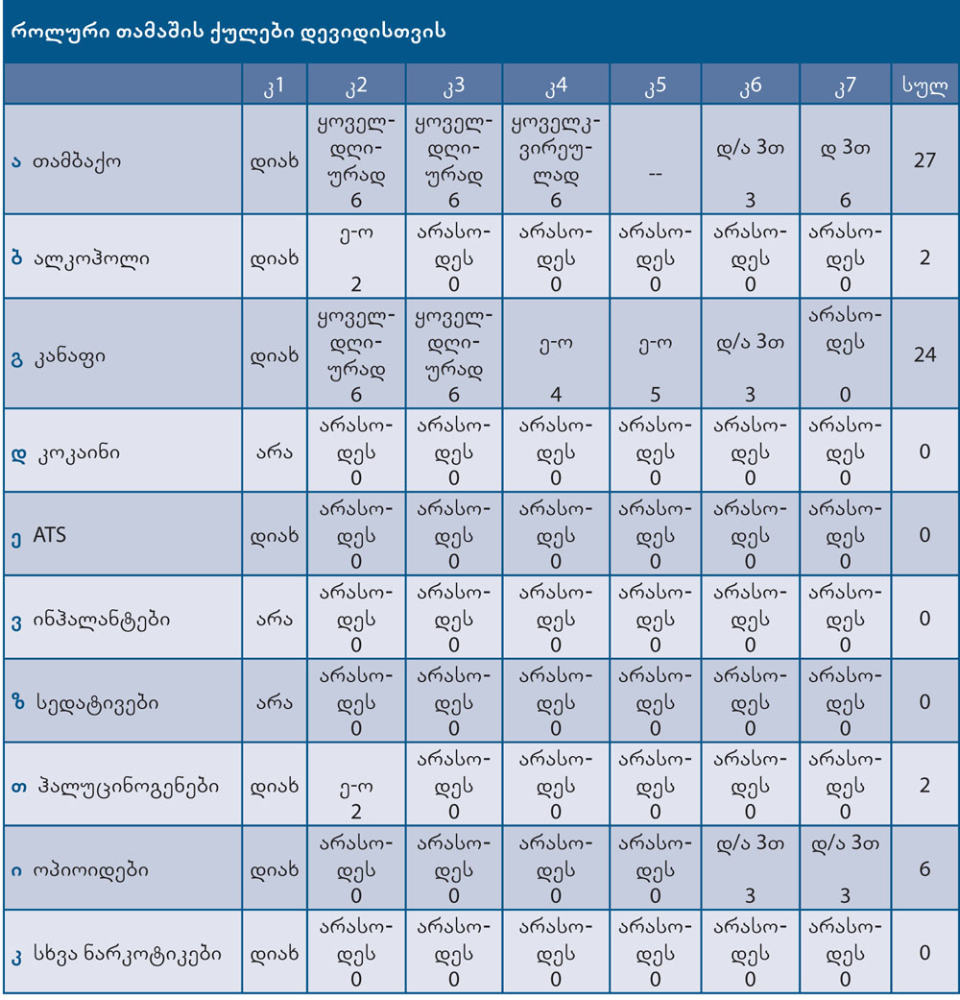 როლური თამაშის ქულები დევიდისთვის
კ1 კ2 კ3 კ4 კ5 კ6 კ7 სულ
ა თამბაქო დიახ ყოველ-დღი-ურად 6 ყოველ-დღი-ურად 6 ყოველკ-ვირეუ-ლად 6 -- დ/ა 3თ 3 დ 3თ 6 27
ბ ალკოჰოლი დიახ ე-ო 2 არასო-დეს 0 არასო-დეს 0 არასო-დეს 0 არასო-დეს 0 არასო-დეს 0 2
გ კანაფი დიახ ყოველ-დღი-ურად 6 ყოველ-დღი-ურად 6 ე-ო 4 ე-ო 5 დ/ა 3თ 3 არასო-დეს 0 24
დ კოკაინი არა არასო-დეს 0 არასო-დეს 0 არასო-დეს 0 არასო-დეს 0 არასო-დეს 0 არასო-დეს 0 0
ე ATS დიახ არასო-დეს 0 არასო-დეს 0 არასო-დეს 0 არასო-დეს 0 არასო-დეს 0 არასო-დეს 0 0
ვ ინჰალანტები არა არასო-დეს 0 არასო-დეს 0 არასო-დეს 0 არასო-დეს 0 არასო-დეს 0 არასო-დეს 0 0
ზ სედატივები არა არასო-დეს 0 არასო-დეს 0 არასო-დეს 0 არასო-დეს 0 არასო-დეს 0 არასო-დეს 0 0
თ ჰალუცინოგენები დიახ ე-ო 2 არასო-დეს 0 არასო-დეს 0 არასო-დეს 0 არასო-დეს 0 არასო-დეს 0 2
ი ოპიოიდები დიახ არასო-დეს 0 არასო-დეს 0 არასო-დეს 0 არასო-დეს 0 დ/ა 3თ 3 დ/ა 3თ 3 6
კ სხვა ნარკოტიკები დიახ არასო-დეს 0 არასო-დეს 0 არასო-დეს 0 არასო-დეს 0 არასო-დეს 0 არასო-დეს 0 0